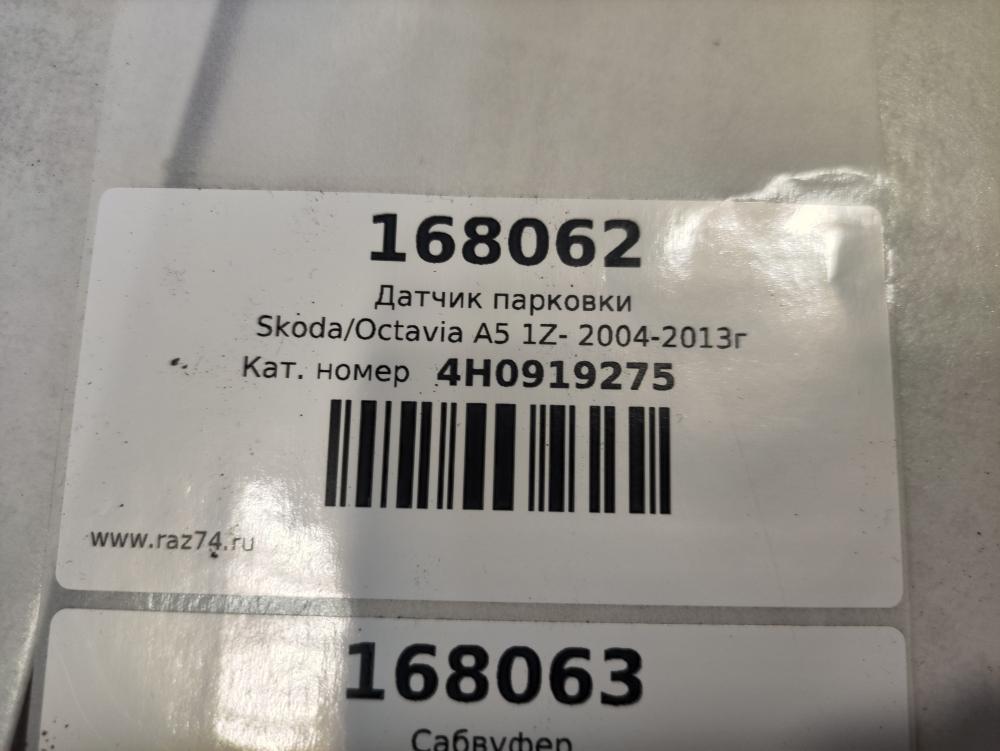 168062
Датчик парковки
Skoda/Octavia A5 1Z- 2004-2013г
Кат. номер 4H0919275
www.raz74.ru
168063
Сабвуфер